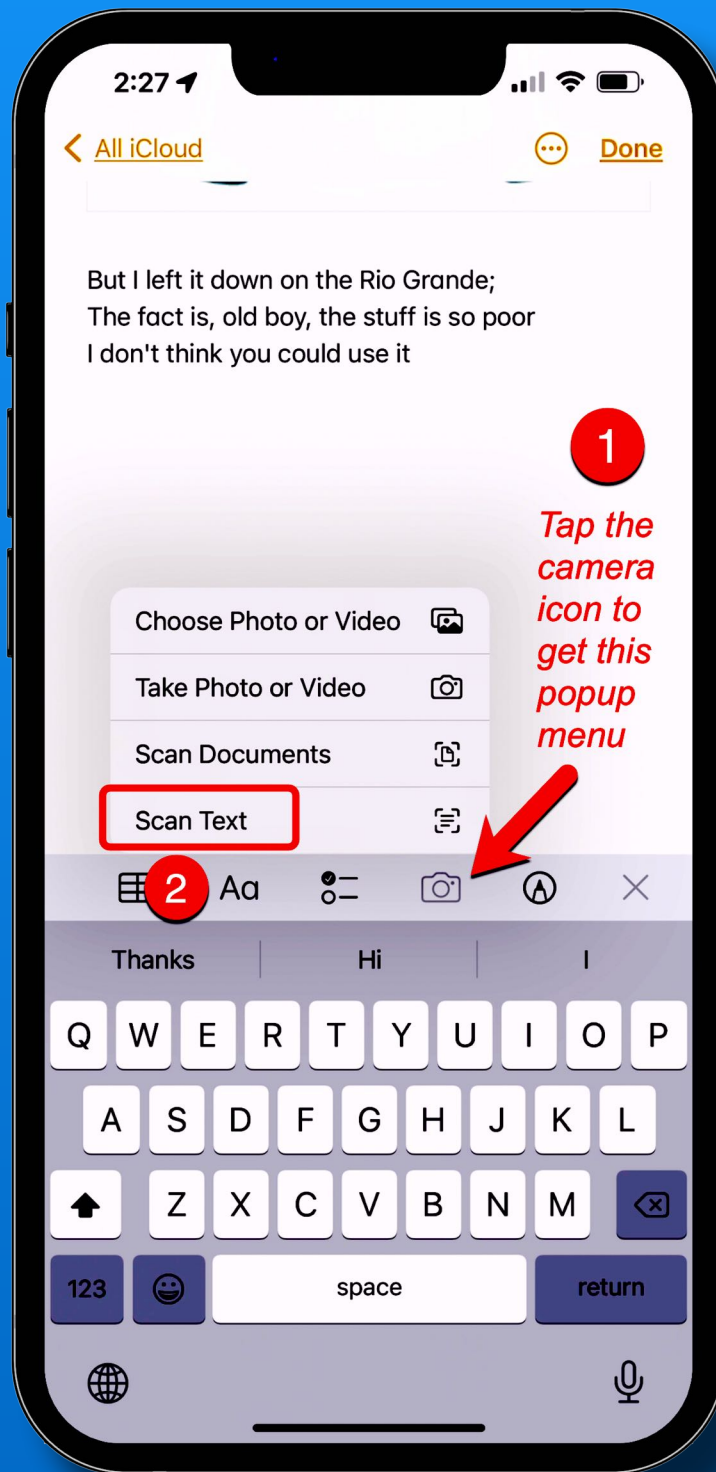 2:27
All iCloud
Done
But I left it down on the Rio Grande;
The fact is, old boy, the stuff is so poor
I don't think you could use it
1
Tap the
camera
icon to
get this
popup
menu
Choose Photo or Video
Take Photo or Video
Scan Documents
Scan Text
2 Aa
Thanks Hi I
Q W E R T Y U I O P
A S D F G H J K L
Z X C V B N M
123 space return